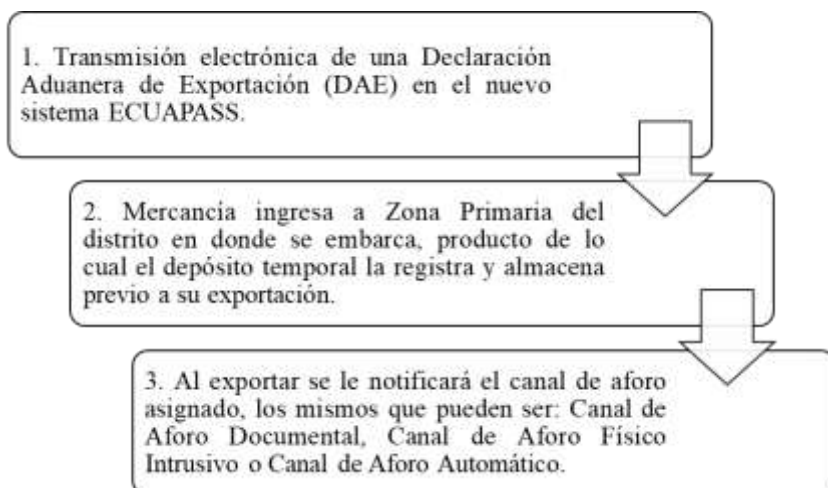 1. Transmisión electrónica de una Declaración
Aduanera de Exportación (DAE) en el nuevo
sistema ECUAPASS.
2. Mercancía ingresa a Zona Primaria del
distrito en donde se embarca, producto de lo
cual el depósito temporal la registra y almacena
previo a su exportación.
3. Al exportar se le notificará el canal de aforo
asignado, los mismos que pueden ser: Canal de
Aforo Documental, Canal de Aforo Físico
Intrusivo o Canal de Aforo Automático.